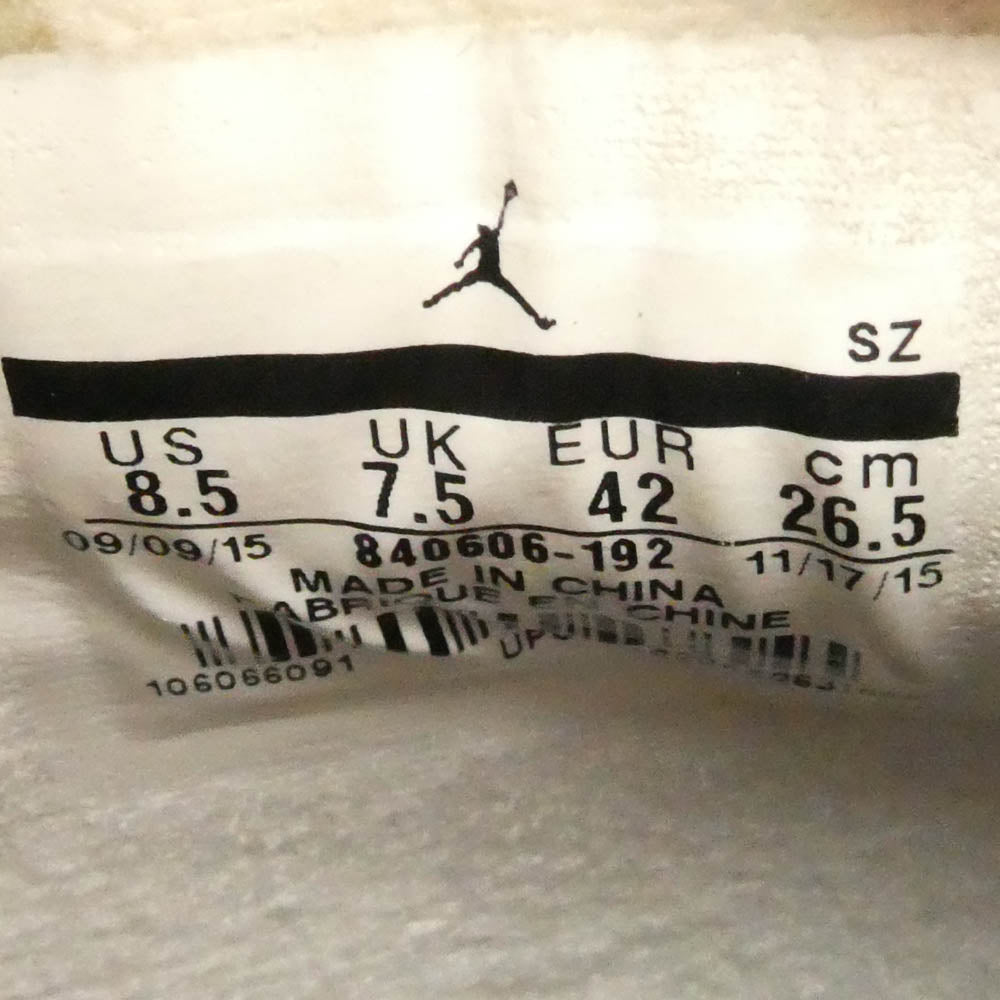 SZ
US UK EUR cm
8.5 7.5 42 26.5
09/09/15 840606-192 11/17/15
MADE IN CHINA
EN CHINE
106066091